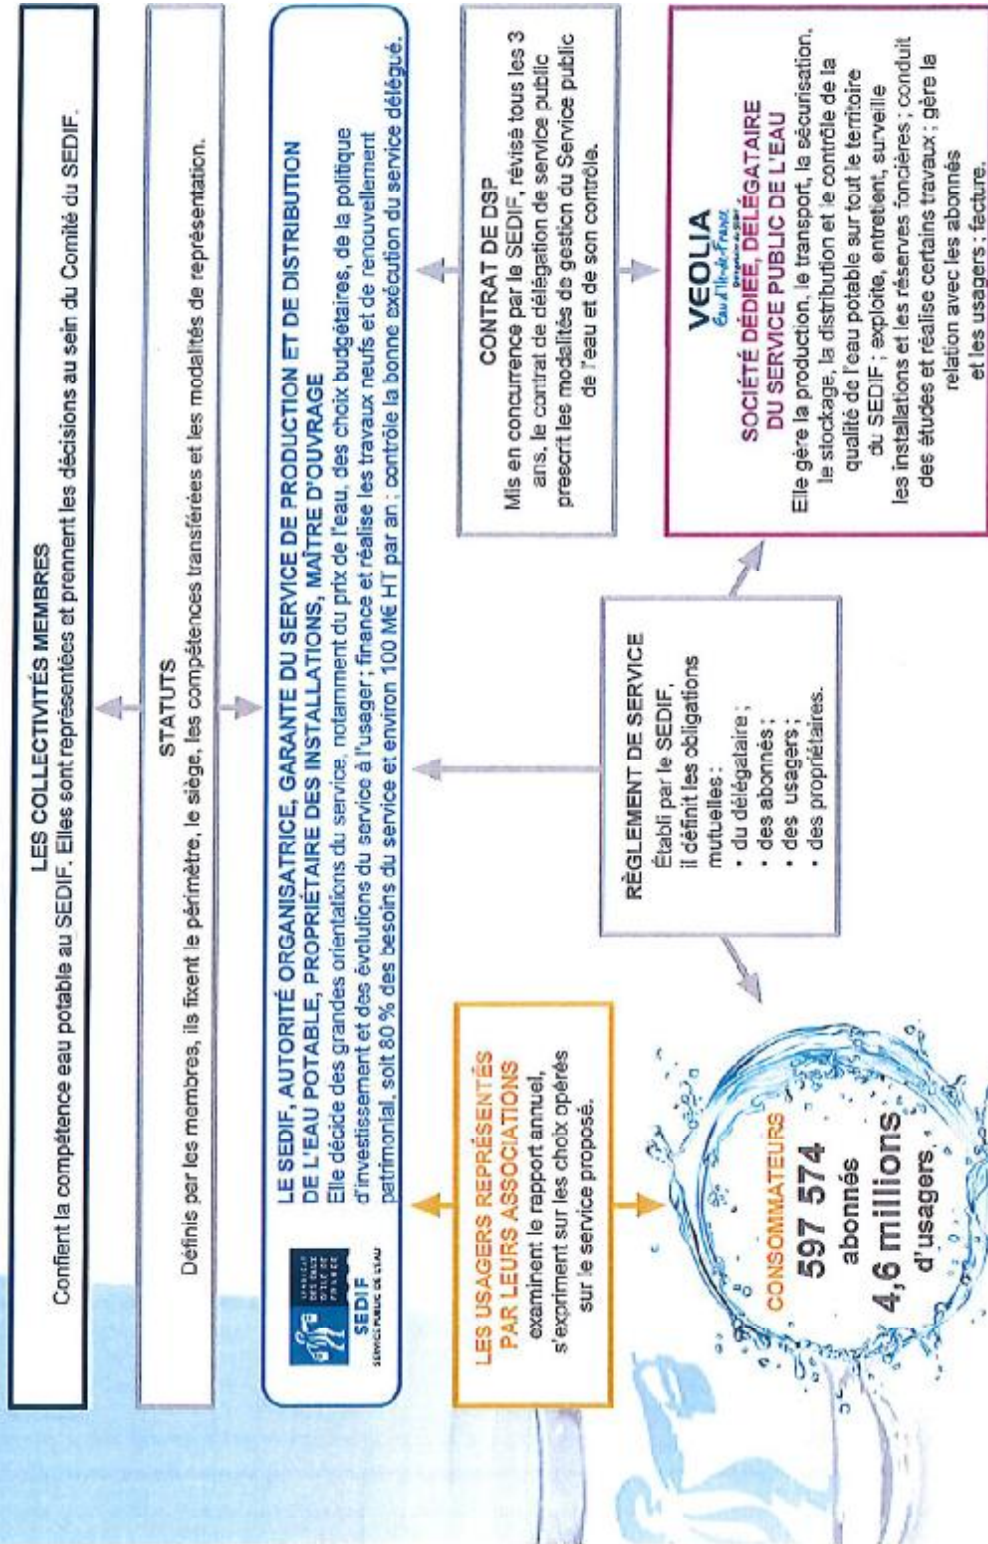 LES COLLECTIVITÉS MEMBRES
Confient la compétence eau potable au SEDIF. Elles sont représentées et prennent les décisions au sein du Comité du SEDIF.
STATUTS
Définis par les membres, ils fixent le périmètre, le siège, les compétences transférées et les modalités de représentation.
SYNDICAT
DES EAUX
D'ILE DE
FRANCE
SEDIF
SERVICE PUBLIC DE L'EAU
LE SEDIF, AUTORITÉ ORGANISATRICE, GARANTE DU SERVICE DE PRODUCTION ET DE DISTRIBUTION
DE L'EAU POTABLE, PROPRIÉTAIRE DES INSTALLATIONS, MAÎTRE D'OUVRAGE
Elle décide des grandes orientations du service, notamment du prix de l'eau, des choix budgétaires, de la politique
d'investissement et des évolutions du service à l'usager ; finance et réalise les travaux neufs et de renouvellement
patrimonial, soit 80 % des besoins du service et environ 100 M€ HT par an ; contrôle la bonne exécution du service délégué.
LES USAGERS REPRÉSENTÉS
PAR LEURS ASSOCIATIONS
examinent le rapport annuel,
s'expriment sur les choix opérés
sur le service proposé.
CONTRAT DE DSP
Mis en concurrence par le SEDIF, révisé tous les 3
ans, le contrat de délégation de service public
prescrit les modalités de gestion du Service public
de l'eau et de son contrôle.
RÈGLEMENT DE SERVICE
Établi par le SEDIF,
il définit les obligations
mutuelles :
• du délégataire ;
• des abonnés ;
• des usagers ;
• des propriétaires.
CONSOMMATEURS
597 574
abonnés
4,6 millions
d'usagers
VEOLIA
Eau d'Ile-de-France
SOCIÉTÉ DÉDIÉE, DÉLÉGATAIRE
DU SERVICE PUBLIC DE L'EAU
Elle gère la production, le transport, la sécurisation,
le stockage, la distribution et le contrôle de la
qualité de l'eau potable sur tout le territoire
du SEDIF ; exploite, entretient, surveille
les installations et les réserves foncières ; conduit
des études et réalise certains travaux ; gère la
relation avec les abonnés
et les usagers ; facture.